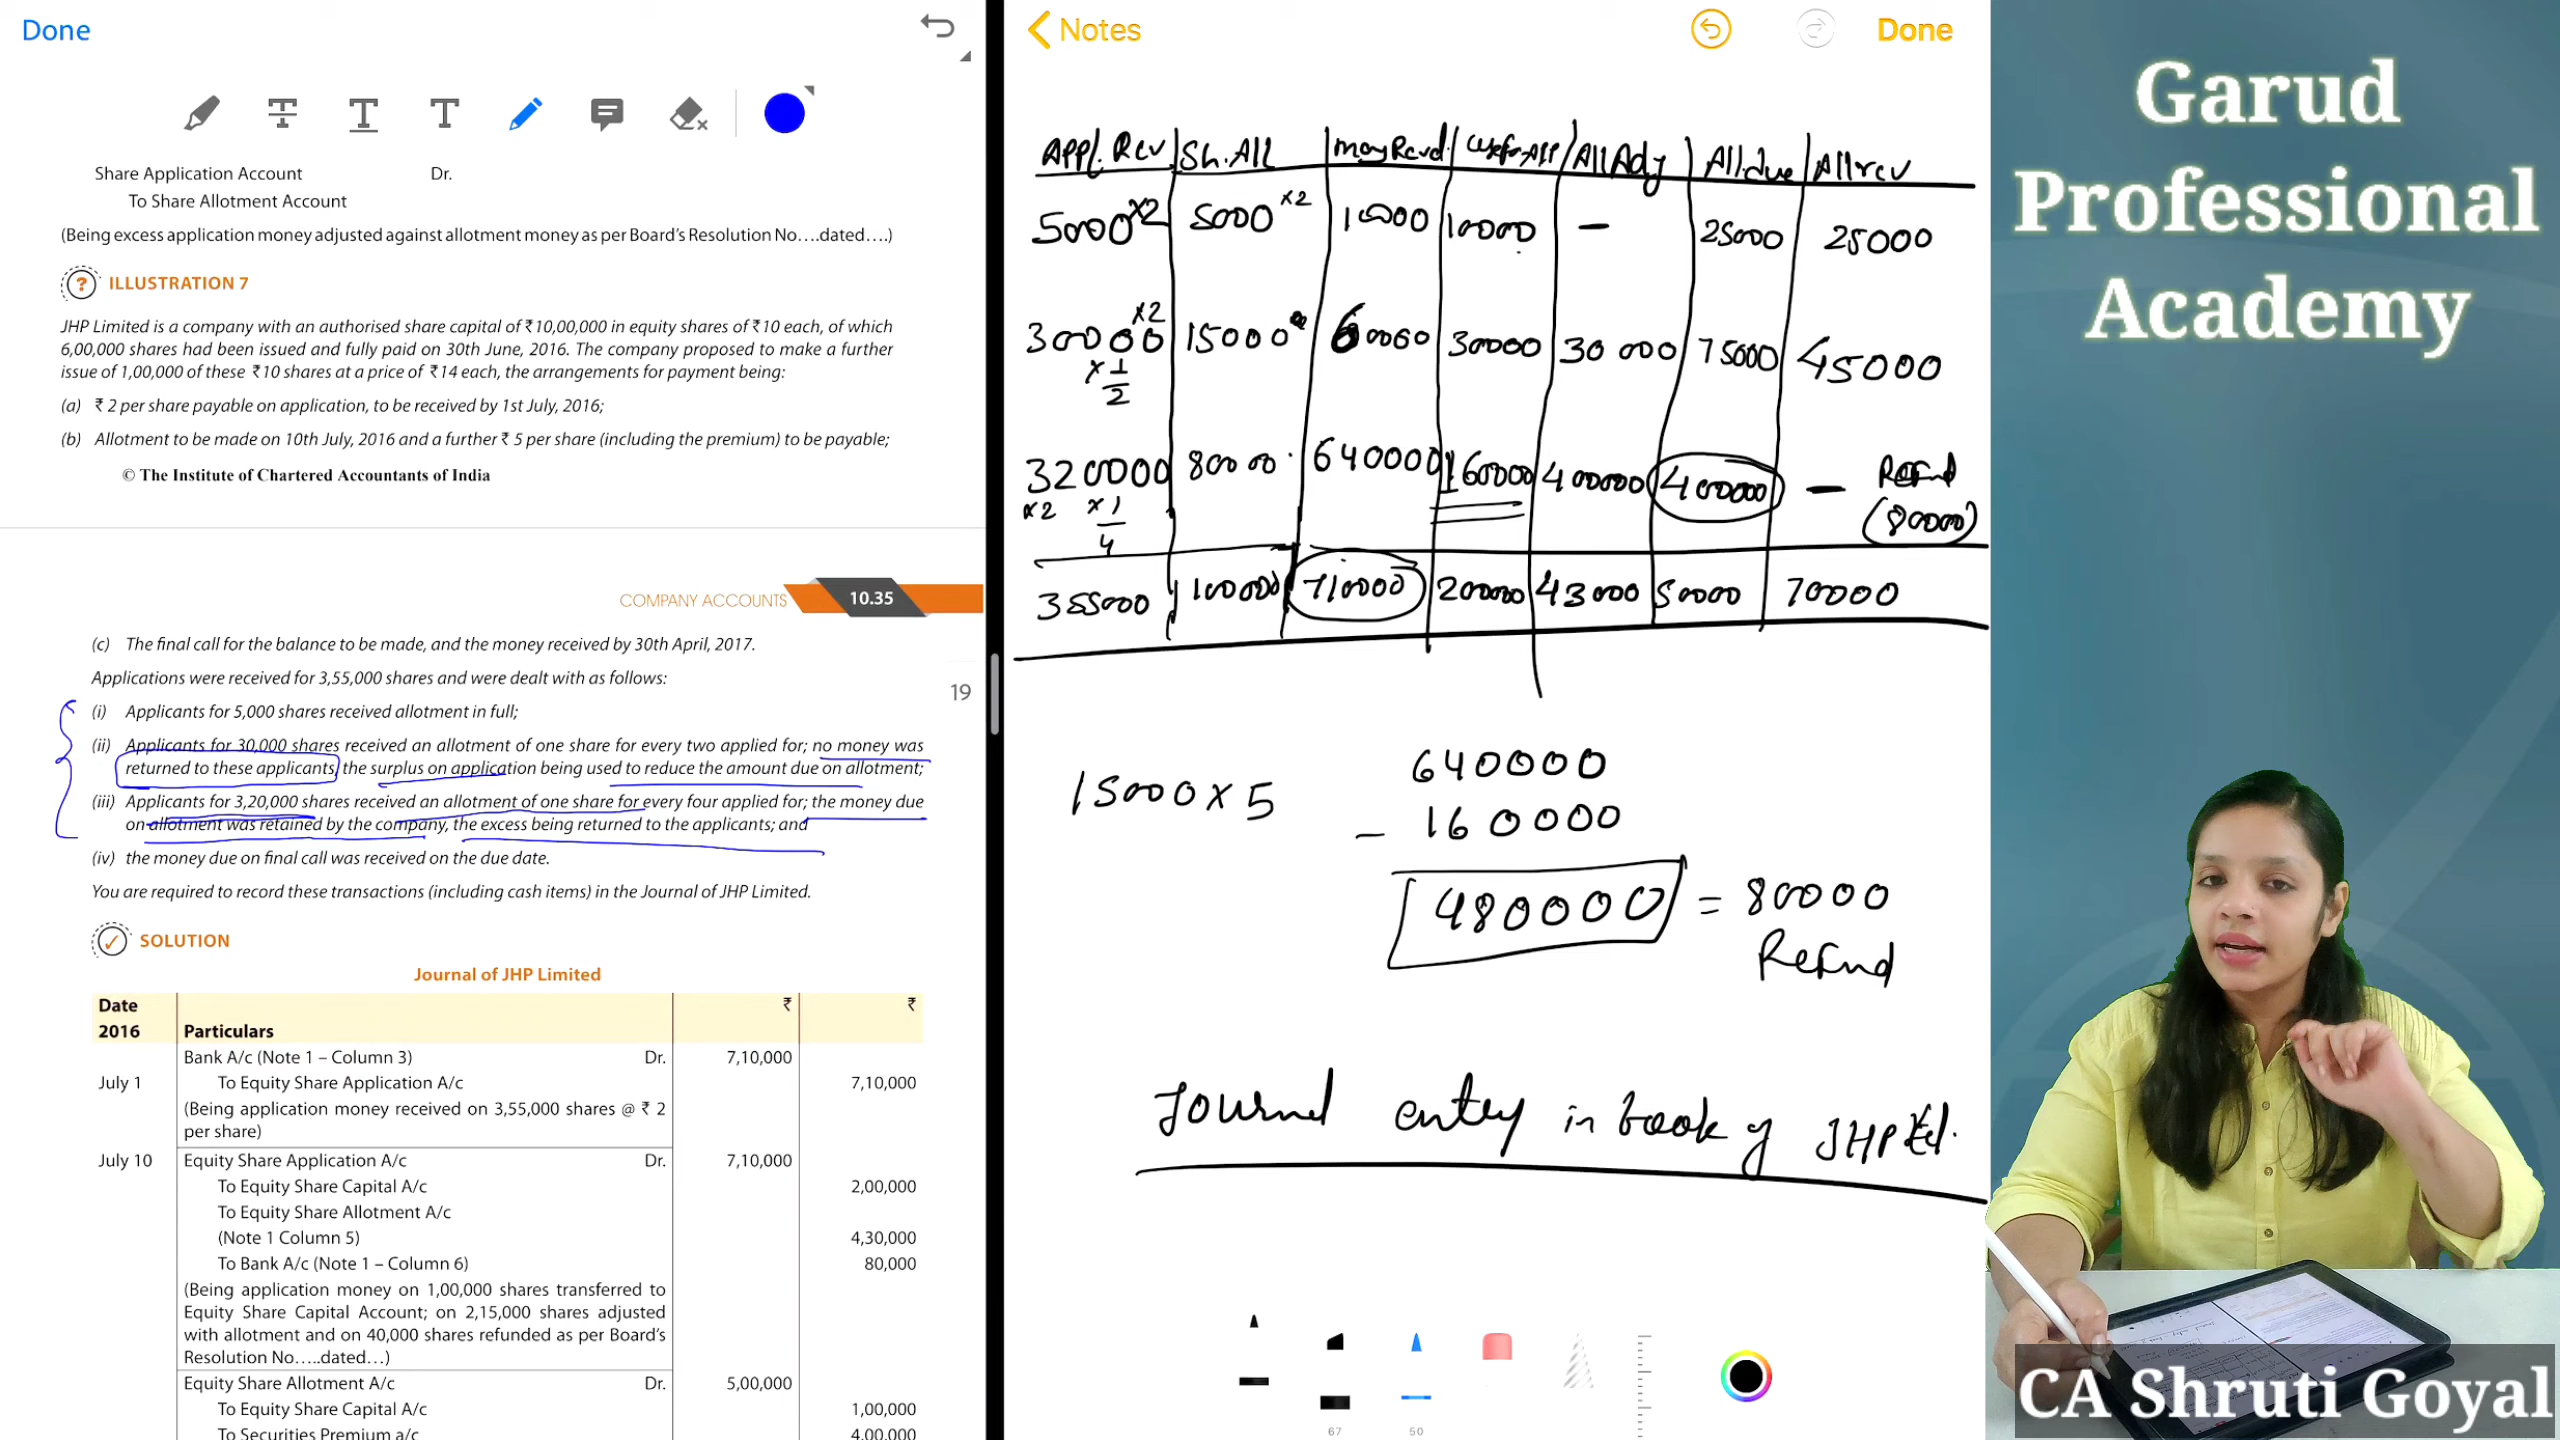 Done
Share Application Account Dr.
To Share Allotment Account
(Being excess application money adjusted against allotment money as per Board's Resolution No....dated....)
? ILLUSTRATION 7
JHP Limited is a company with an authorised share capital of ₹10,00,000 in equity shares of ₹10 each, of which
6,00,000 shares had been issued and fully paid on 30th June, 2016. The company proposed to make a further
issue of 1,00,000 of these ₹10 shares at a price of ₹14 each, the arrangements for payment being:
(a) ₹ 2 per share payable on application, to be received by 1st July, 2016;
(b) Allotment to be made on 10th July, 2016 and a further ₹ 5 per share (including the premium) to be payable;
© The Institute of Chartered Accountants of India
COMPANY ACCOUNTS 10.35
(c) The final call for the balance to be made, and the money received by 30th April, 2017.
Applications were received for 3,55,000 shares and were dealt with as follows:
19
(i) Applicants for 5,000 shares received allotment in full;
(ii) Applicants for 30,000 shares received an allotment of one share for every two applied for; no money was
returned to these applicants, the surplus on application being used to reduce the amount due on allotment;
(iii) Applicants for 3,20,000 shares received an allotment of one share for every four applied for; the money due
on allotment was retained by the company, the excess being returned to the applicants; and
(iv) the money due on final call was received on the due date.
You are required to record these transactions (including cash items) in the Journal of JHP Limited.
SOLUTION
Journal of JHP Limited
Date ₹ ₹
2016 Particulars
Bank A/c (Note 1 – Column 3) Dr. 7,10,000
July 1 To Equity Share Application A/c 7,10,000
(Being application money received on 3,55,000 shares @ ₹ 2
per share)
July 10 Equity Share Application A/c Dr. 7,10,000
To Equity Share Capital A/c 2,00,000
To Equity Share Allotment A/c
(Note 1 Column 5) 4,30,000
To Bank A/c (Note 1 – Column 6) 80,000
(Being application money on 1,00,000 shares transferred to
Equity Share Capital Account; on 2,15,000 shares adjusted
with allotment and on 40,000 shares refunded as per Board's
Resolution No.....dated...)
Equity Share Allotment A/c Dr. 5,00,000
To Equity Share Capital A/c 1,00,000
To Securities Premium a/c 4,00,000
Notes Done
Appl. Rev Sh. All All Adj All.due All rev
5000 x2 5000 x2 10000 10000 – 25000 25000
30000 x2 15000 60000 30000 30000 75000 45000
x 1/2
320000 80000 640000 160000 400000 400000 – Refund
x2 x 1/4 (80000)
355000 100000 710000 200000 43000 50000 70000
640000
15000 x 5 – 160000
480000 = 80000
Refund
Journal entry in book of JHP Ltd.
67 50
Garud
Professional
Academy
CA Shruti Goyal